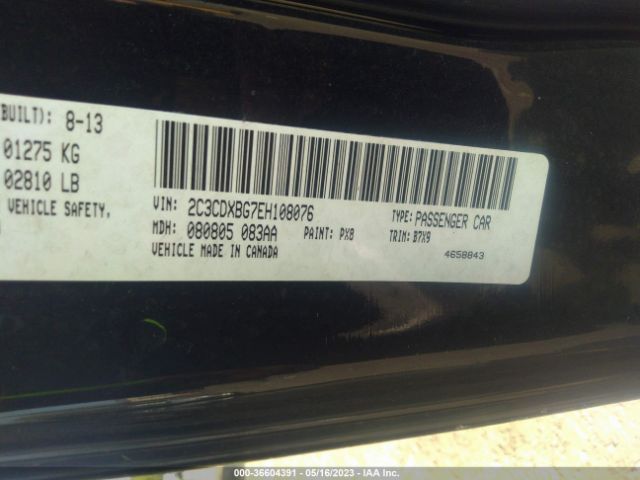 (BUILT): 8-13
01275 KG
02810 LB
VEHICLE SAFETY,
VIN: 2C3CDXBG7EH108076
TYPE: PASSENGER CAR
MDH: 080805 083AA
PAINT: PX8
TRIM: B7X9
VEHICLE MADE IN CANADA
4658843
000-36604391 - 05/16/2023 - IAA Inc.